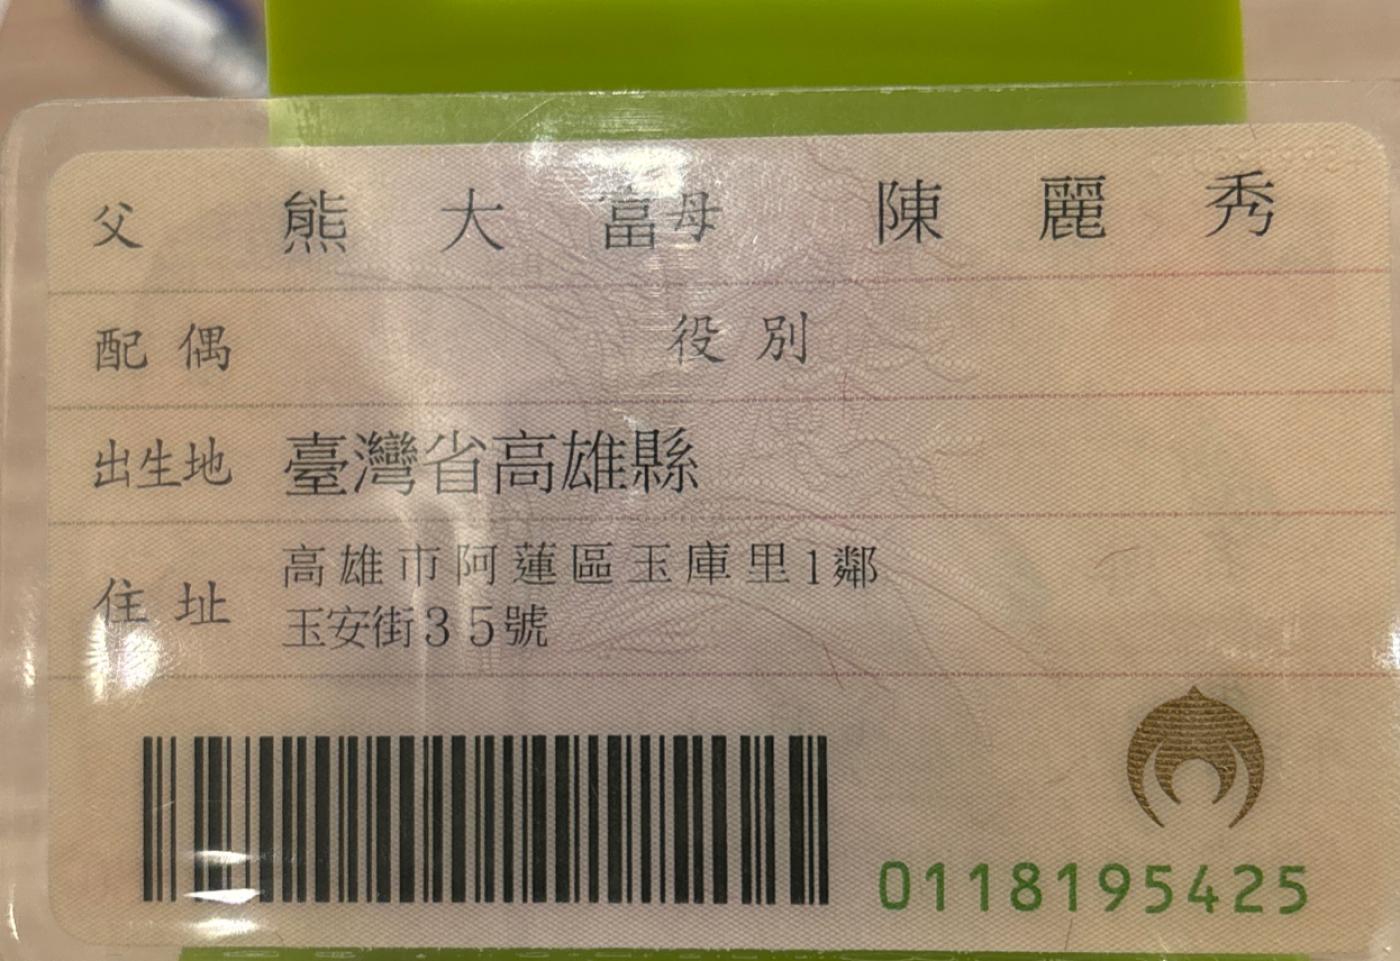 父 熊大富 母 陳麗秀
配偶 役別
出生地 臺灣省高雄縣
住址 高雄市阿蓮區玉庫里1鄰
玉安街35號
0118195425